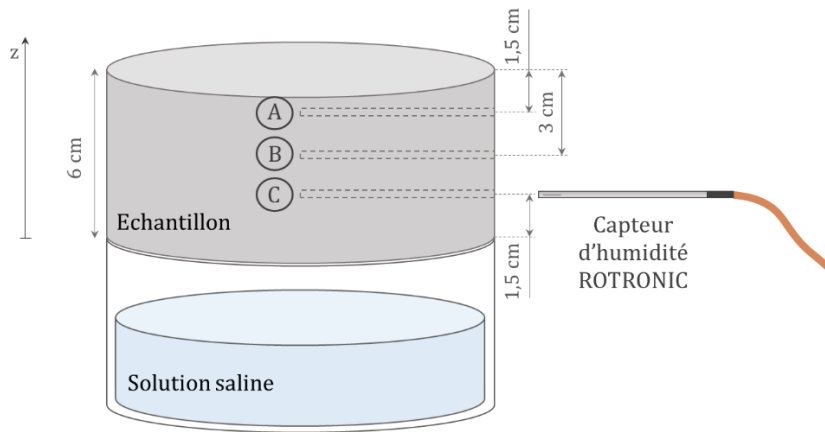 z
6 cm
1,5 cm
3 cm
A
B
C
Echantillon
1,5 cm
Capteur
d’humidité
ROTRONIC
Solution saline